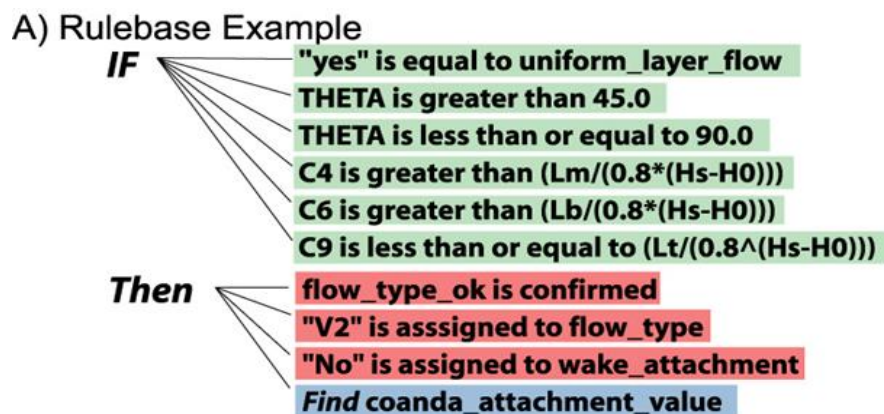 A) Rulebase Example
IF
"yes" is equal to uniform_layer_flow
THETA is greater than 45.0
THETA is less than or equal to 90.0
C4 is greater than (Lm/(0.8*(Hs-H0)))
C6 is greater than (Lb/(0.8*(Hs-H0)))
C9 is less than or equal to (Lt/(0.8^(Hs-H0)))
Then
flow_type_ok is confirmed
"V2" is asssigned to flow_type
"No" is assigned to wake_attachment
Find coanda_attachment_value